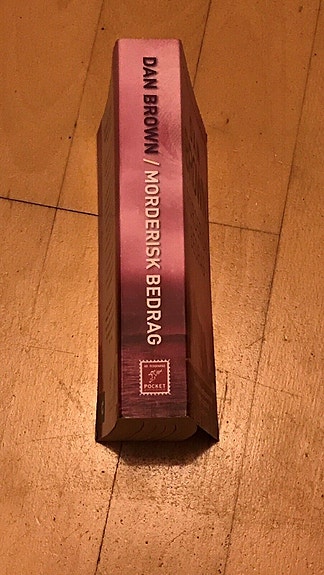 DAN BROWN / MORDERISK BEDRAG
POCKET